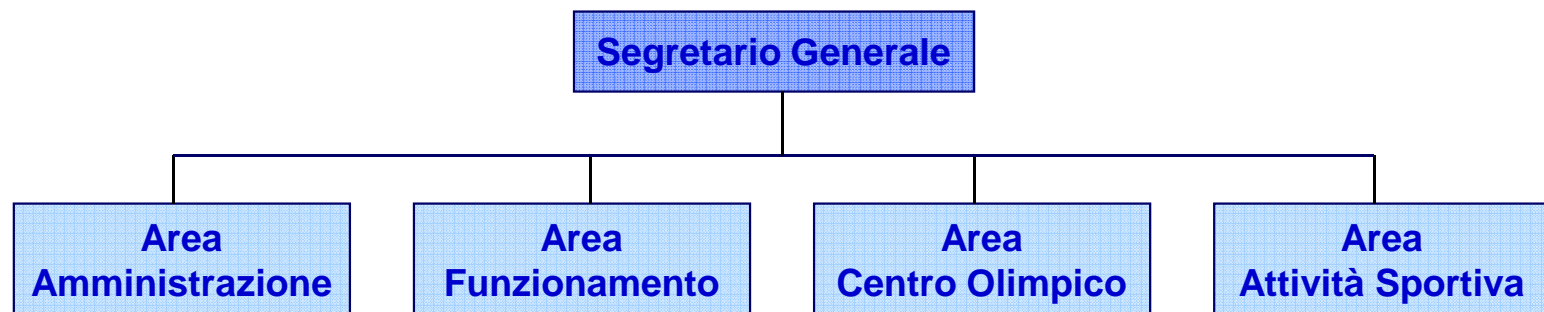 Segretario Generale
Area
Amministrazione
Area
Funzionamento
Area
Centro Olimpico
Area
Attività Sportiva